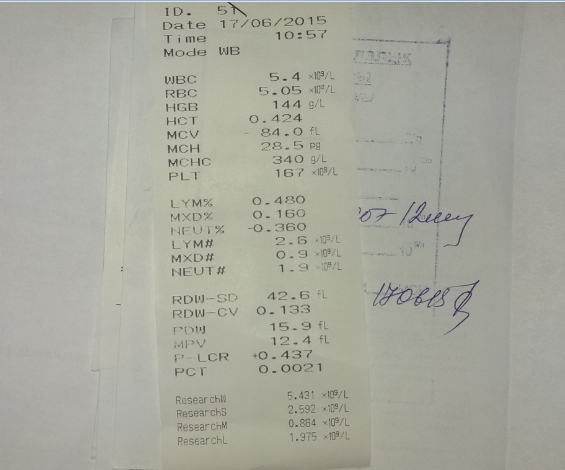 ID. 51
Date 17/06/2015
Time 10:57
Mode WB
WBC 5.4 ×10⁹/L
RBC 5.05 ×10¹²/L
HGB 144 g/L
HCT 0.424
MCV - 84.0 fL
MCH 28.5 pg
MCHC 340 g/L
PLT 167 ×10⁹/L
LYM% 0.480
MXD% 0.160
NEUT% -0.360
LYM# 2.6 ×10⁹/L
MXD# 0.9 ×10⁹/L
NEUT# 1.9 ×10⁹/L
RDW-SD 42.6 fL
RDW-CV 0.133
PDW 15.9 fL
MPV 12.4 fL
P-LCR +0.437
PCT 0.0021
ResearchW 5.431 ×10⁹/L
ResearchS 2.592 ×10⁹/L
ResearchM 0.864 ×10⁹/L
ResearchL 1.975 ×10⁹/L
170615